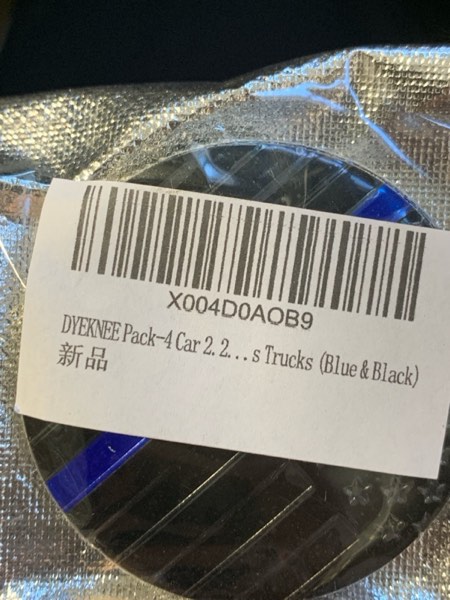 X004D0AOB9
DYEKNEE Pack-4 Car 2.2...s Trucks (Blue & Black)
新品